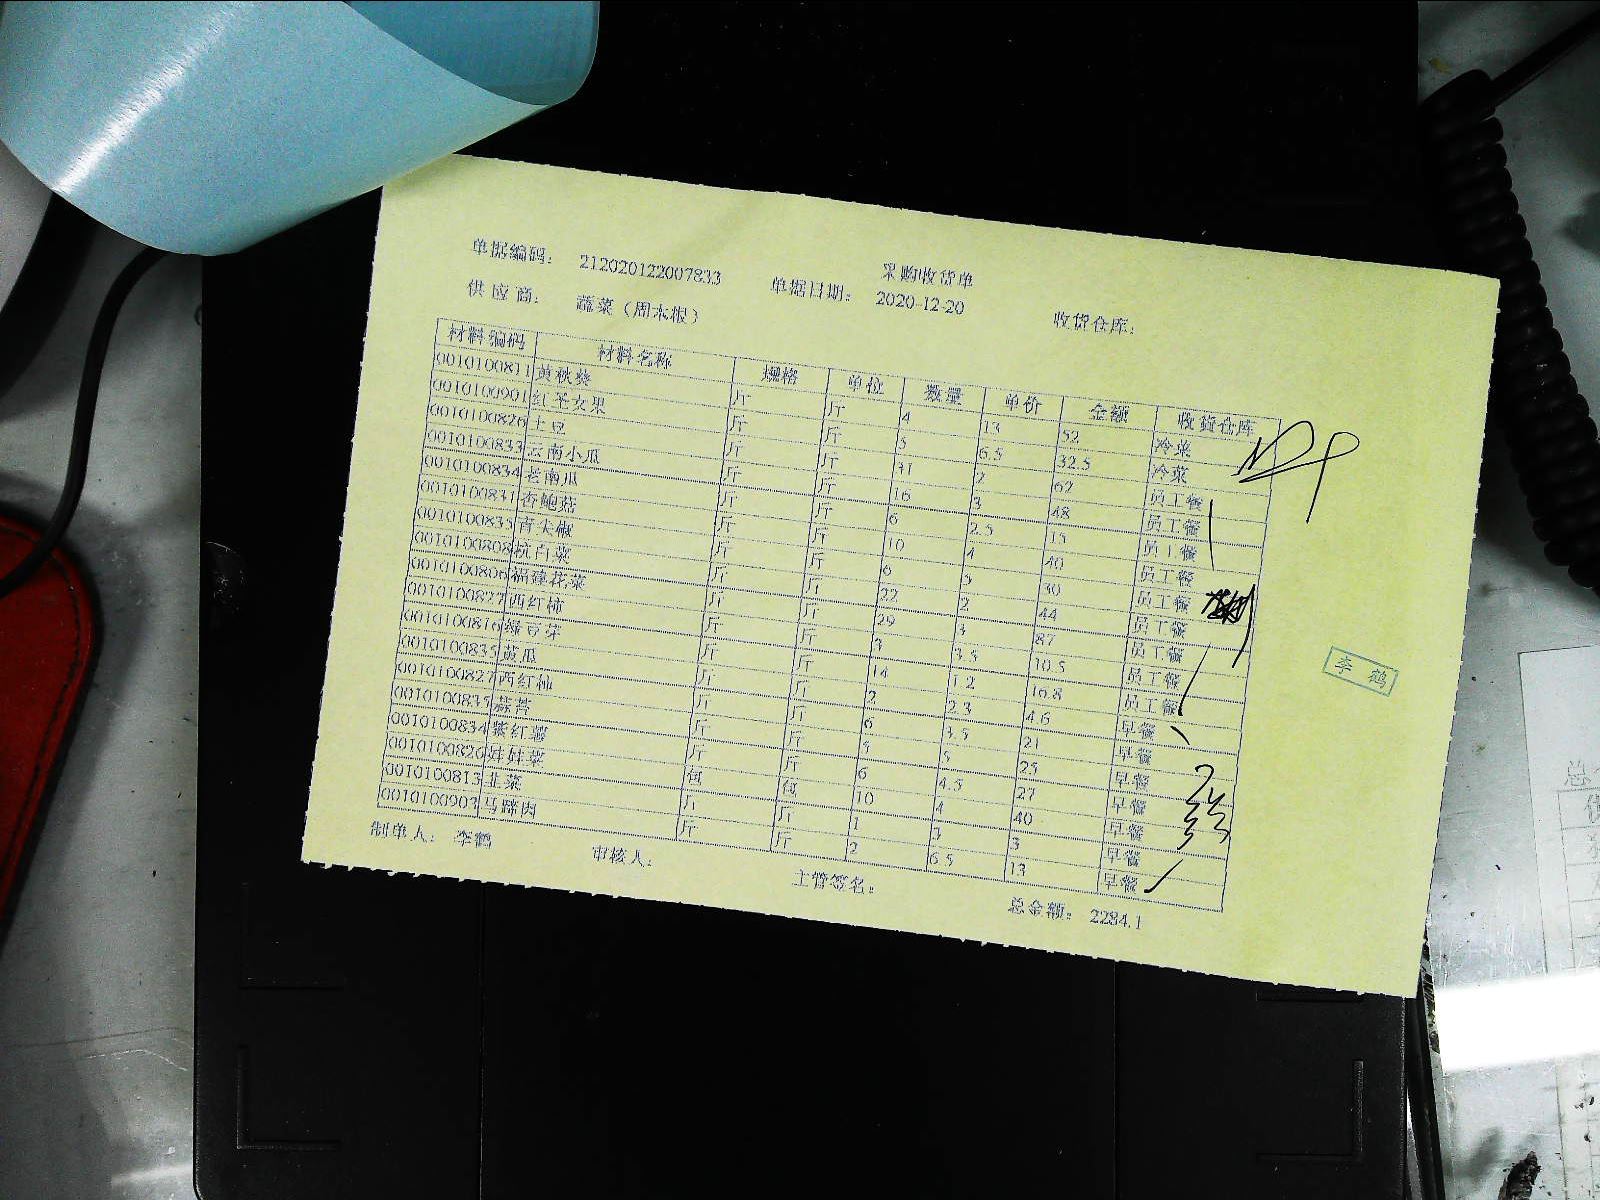 采购收货单
单据编码： 212020122007833 单据日期： 2020-12-20 收货仓库：
供应商： 蔬菜（周本根）
材料编码 材料名称 规格 单位 数量 单价 金额 收货仓库
0010100811 黄秋葵 斤 斤 4 13 52 冷菜
0010100901 红圣女果 斤 斤 5 6.5 32.5 冷菜
0010100826 土豆 斤 斤 31 2 62 员工餐
0010100833 云南小瓜 斤 斤 16 3 48 员工餐
0010100834 老南瓜 斤 斤 6 2.5 15 员工餐
0010100831 杏鲍菇 斤 斤 10 4 40 员工餐
0010100835 青尖椒 斤 斤 6 5 30 员工餐
0010100808 杭白菜 斤 斤 22 2 44 员工餐
0010100806 福建花菜 斤 斤 29 3 87 员工餐
0010100827 西红柿 斤 斤 3 3.5 10.5 员工餐
0010100816 绿豆芽 斤 斤 14 1.2 16.8 员工餐
0010100835 黄瓜 斤 斤 2 2.3 4.6 早餐
0010100827 西红柿 斤 斤 6 3.5 21 早餐
0010100835 蒜苔 斤 斤 5 5 25 早餐
0010100834 紫红薯 斤 斤 6 4.5 27 早餐
0010100820 娃娃菜 10 4 40 早餐
0010100813 韭菜 斤 斤 1 3 3 早餐
0010100907 马蹄肉 斤 斤 2 6.5 13 早餐
制单人： 李鹤 审核人： 主管签名： 总金额： 2284.1
李鹤